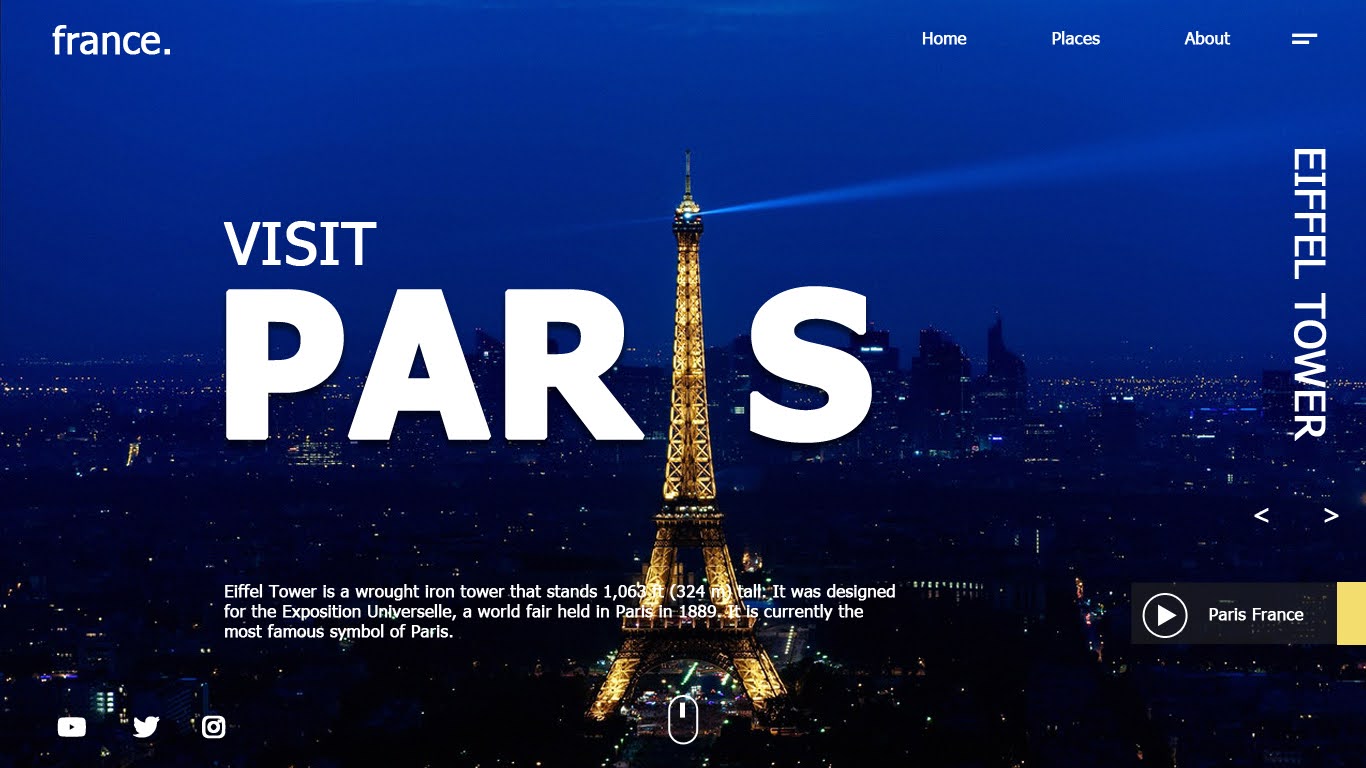 france.
Home
Places
About
EIFFEL TOWER
VISIT
PAR S
< >
Eiffel Tower is a wrought iron tower that stands 1,063 ft (324 m) tall. It was designed
for the Exposition Universelle, a world fair held in Paris in 1889. It is currently the
most famous symbol of Paris.
Paris France